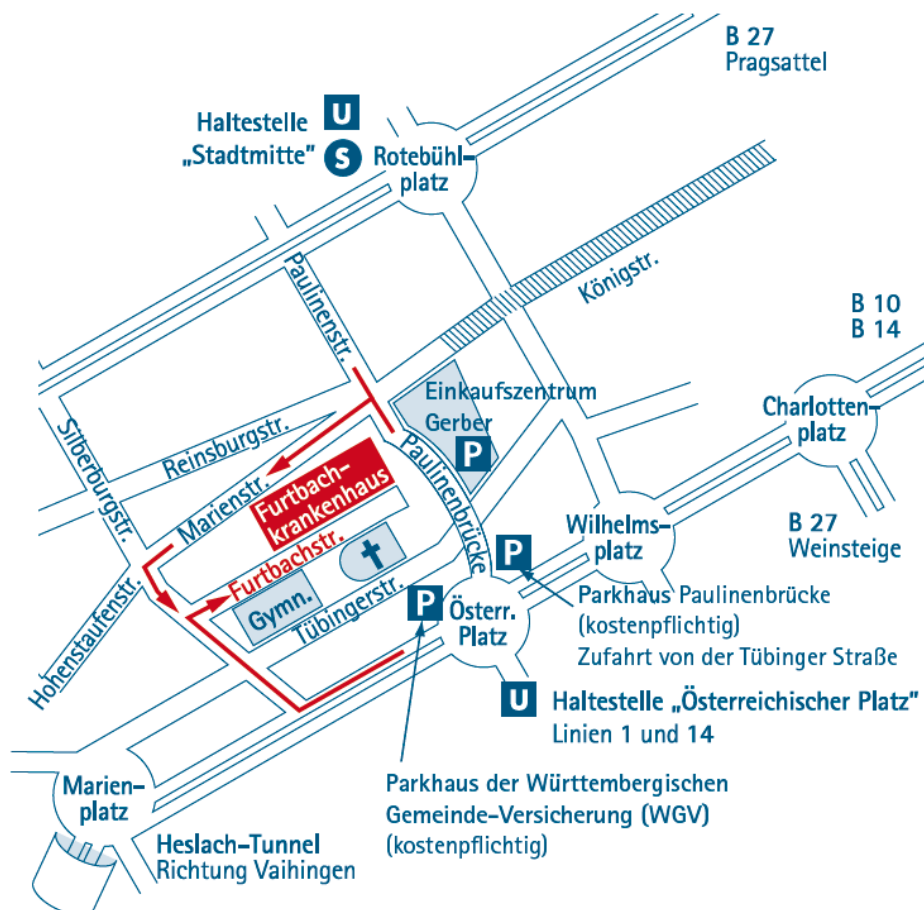 B 27
Pragsattel
Haltestelle
„Stadtmitte”
U
S
Rotebühl-
platz
Paulinenstr.
Königstr.
B 10
B 14
Einkaufszentrum
Gerber
P
Charlotten-
platz
Silberburgstr.
Reinsburgstr.
Marienstr.
Furtbach-
krankenhaus
Paulinenbrücke
Furtbachstr.
Wilhelms-
platz
B 27
Weinsteige
P
Gymn.
Tübingerstr.
Hohenstaufenstr.
P
Österr.
Platz
Parkhaus Paulinenbrücke
(kostenpflichtig)
Zufahrt von der Tübinger Straße
U
Haltestelle „Österreichischer Platz”
Linien 1 und 14
Marien-
platz
Parkhaus der Württembergischen
Gemeinde-Versicherung (WGV)
(kostenpflichtig)
Heslach-Tunnel
Richtung Vaihingen